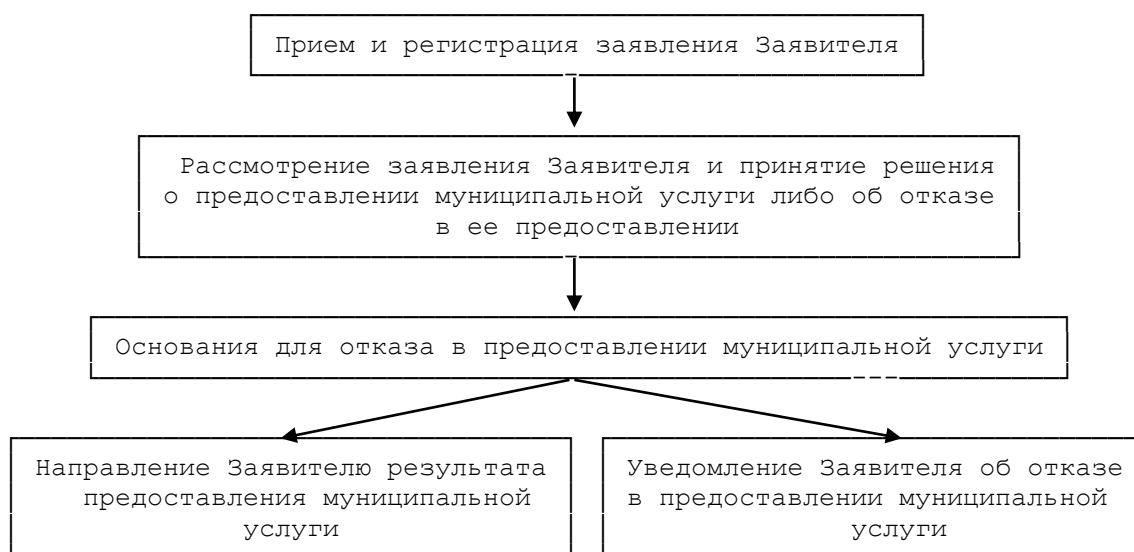 Прием и регистрация заявления Заявителя
Рассмотрение заявления Заявителя и принятие решения
о предоставлении муниципальной услуги либо об отказе
в ее предоставлении
Основания для отказа в предоставлении муниципальной услуги
Направление Заявителю результата
предоставления муниципальной
услуги
Уведомление Заявителя об отказе
в предоставлении муниципальной
услуги